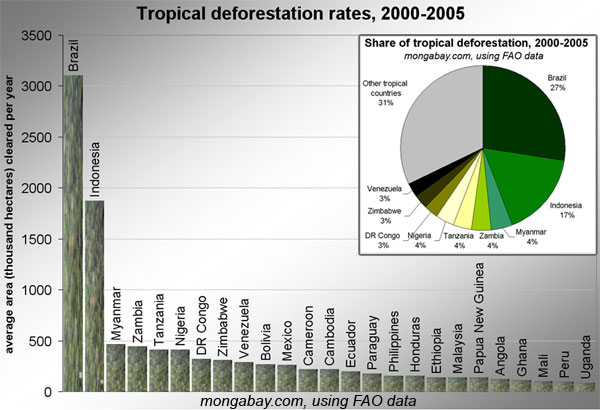 Tropical deforestation rates, 2000-2005
average area (thousand hectares) cleared per year
3500
3000
2500
2000
1500
1000
500
0
Brazil
Indonesia
Myanmar
Zambia
Tanzania
Nigeria
DR Congo
Zimbabwe
Venezuela
Bolivia
Mexico
Cameroon
Cambodia
Ecuador
Paraguay
Philippines
Honduras
Ethiopia
Malaysia
Papua New Guinea
Angola
Ghana
Mali
Peru
Uganda
Share of tropical deforestation, 2000-2005
mongabay.com, using FAO data
Other tropical
countries
31%
Brazil
27%
Indonesia
17%
Myanmar
4%
Zambia
4%
Tanzania
4%
Nigeria
4%
DR Congo
3%
Zimbabwe
3%
Venezuela
3%
mongabay.com, using FAO data